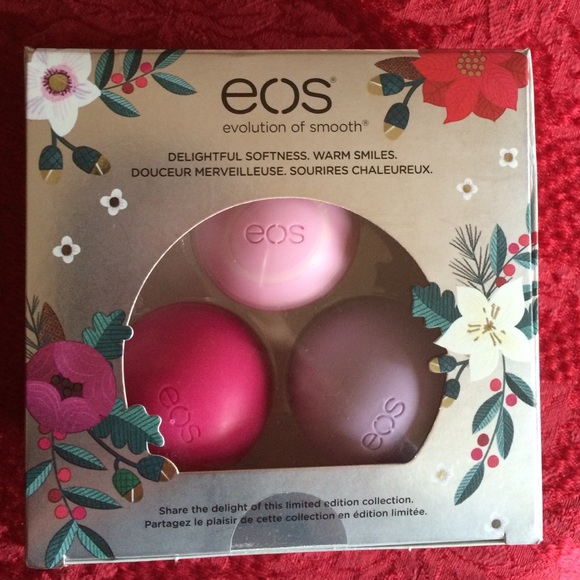 eos®
evolution of smooth®
DELIGHTFUL SOFTNESS. WARM SMILES.
DOUCEUR MERVEILLEUSE. SOURIRES CHALEUREUX.
eos
eos
eos
Share the delight of this limited edition collection.
Partagez le plaisir de cette collection en édition limitée.